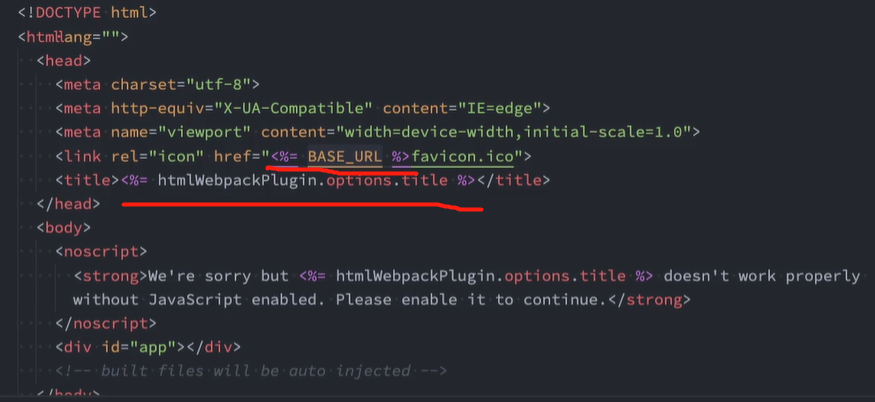 <!DOCTYPE html>
<html lang="">
<head>
<meta charset="utf-8">
<meta http-equiv="X-UA-Compatible" content="IE=edge">
<meta name="viewport" content="width=device-width,initial-scale=1.0">
<link rel="icon" href="<%= BASE_URL %>favicon.ico">
<title><%= htmlWebpackPlugin.options.title %></title>
</head>
<body>
<noscript>
<strong>We're sorry but <%= htmlWebpackPlugin.options.title %> doesn't work properly
without JavaScript enabled. Please enable it to continue.</strong>
</noscript>
<div id="app"></div>
<!-- built files will be auto injected -->
</body>